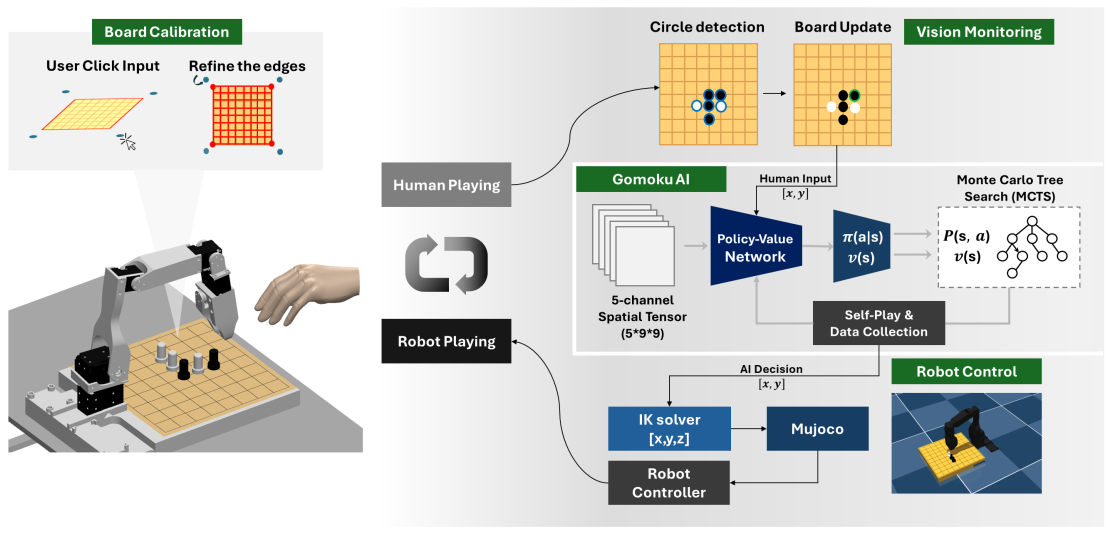 Board Calibration
User Click Input
Refine the edges
Circle detection
Board Update
Vision Monitoring
Human Playing
Gomoku AI
Human Input
[x, y]
Monte Carlo Tree
Search (MCTS)
Policy-Value
Network
π(a|s)
v(s)
P(s, a)
v(s)
5-channel
Spatial Tensor
(5*9*9)
Self-Play &
Data Collection
Robot Playing
AI Decision
[x, y]
Robot Control
IK solver
[x,y,z]
Mujoco
Robot
Controller